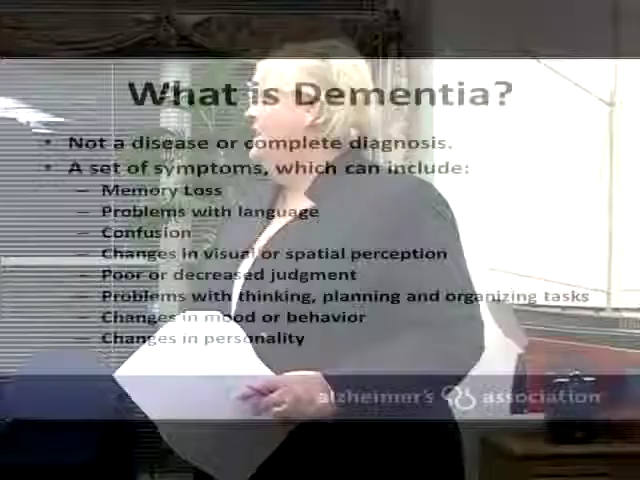 What is Dementia?
• Not a disease or complete diagnosis.
• A set of symptoms, which can include:
– Memory Loss
– Problems with language
– Confusion
– Changes in visual or spatial perception
– Poor or decreased judgment
– Problems with thinking, planning and organizing tasks
– Changes in mood or behavior
– Changes in personality
alzheimer's association